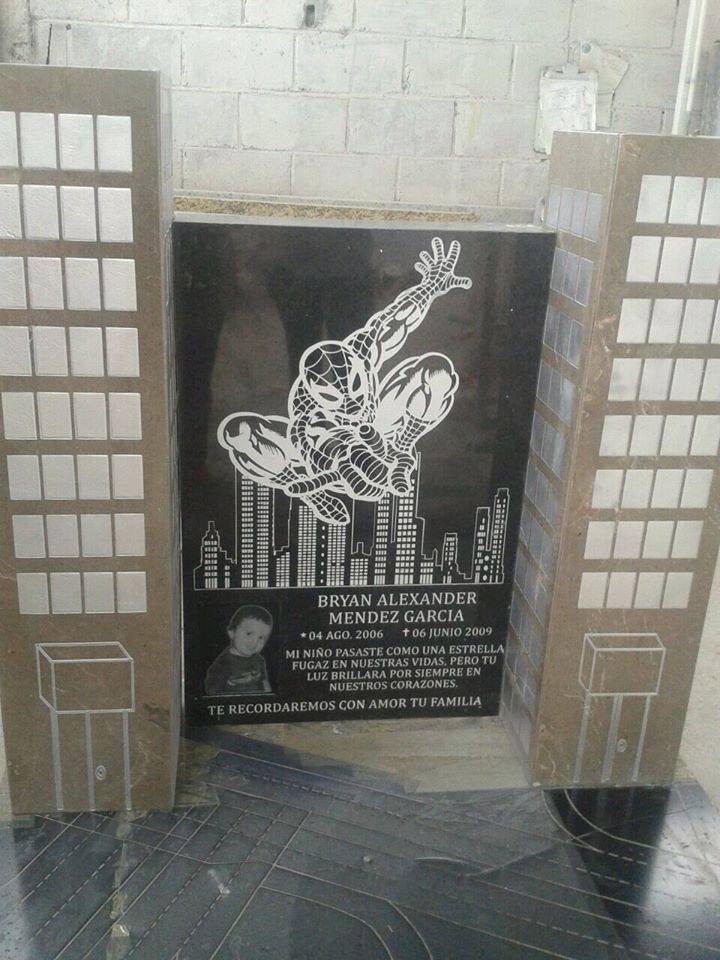 BRYAN ALEXANDER
MENDEZ GARCIA
★04 AGO. 2006 ✝06 JUNIO 2009
MI NIÑO PASASTE COMO UNA ESTRELLA
FUGAZ EN NUESTRAS VIDAS, PERO TU
LUZ BRILLARA POR SIEMPRE EN
NUESTROS CORAZONES.
TE RECORDAREMOS CON AMOR TU FAMILIA